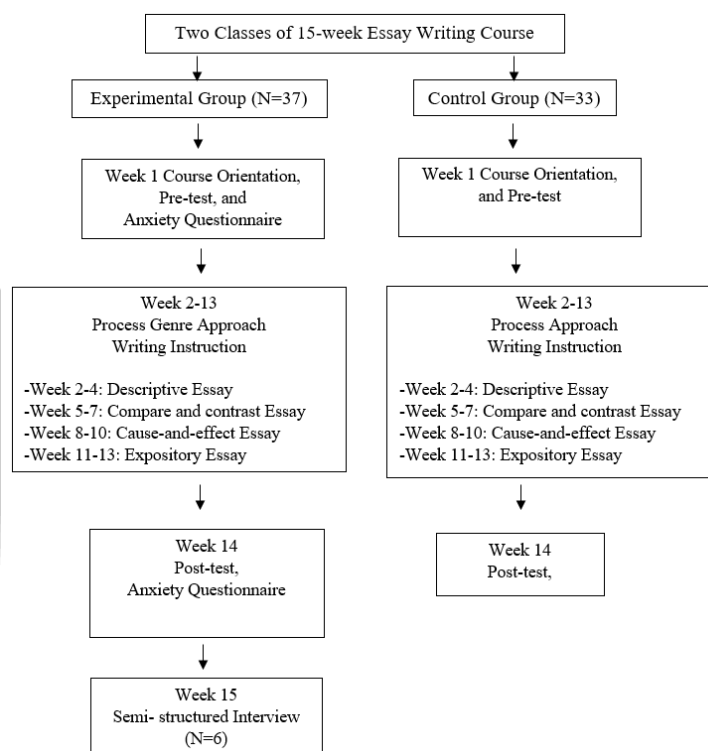 Two Classes of 15-week Essay Writing Course
Experimental Group (N=37)
Control Group (N=33)
Week 1 Course Orientation,
Pre-test, and
Anxiety Questionnaire
Week 1 Course Orientation,
and Pre-test
Week 2-13
Process Genre Approach
Writing Instruction
-Week 2-4: Descriptive Essay
-Week 5-7: Compare and contrast Essay
-Week 8-10: Cause-and-effect Essay
-Week 11-13: Expository Essay
Week 2-13
Process Approach
Writing Instruction
-Week 2-4: Descriptive Essay
-Week 5-7: Compare and contrast Essay
-Week 8-10: Cause-and-effect Essay
-Week 11-13: Expository Essay
Week 14
Post-test,
Anxiety Questionnaire
Week 14
Post-test,
Week 15
Semi- structured Interview
(N=6)